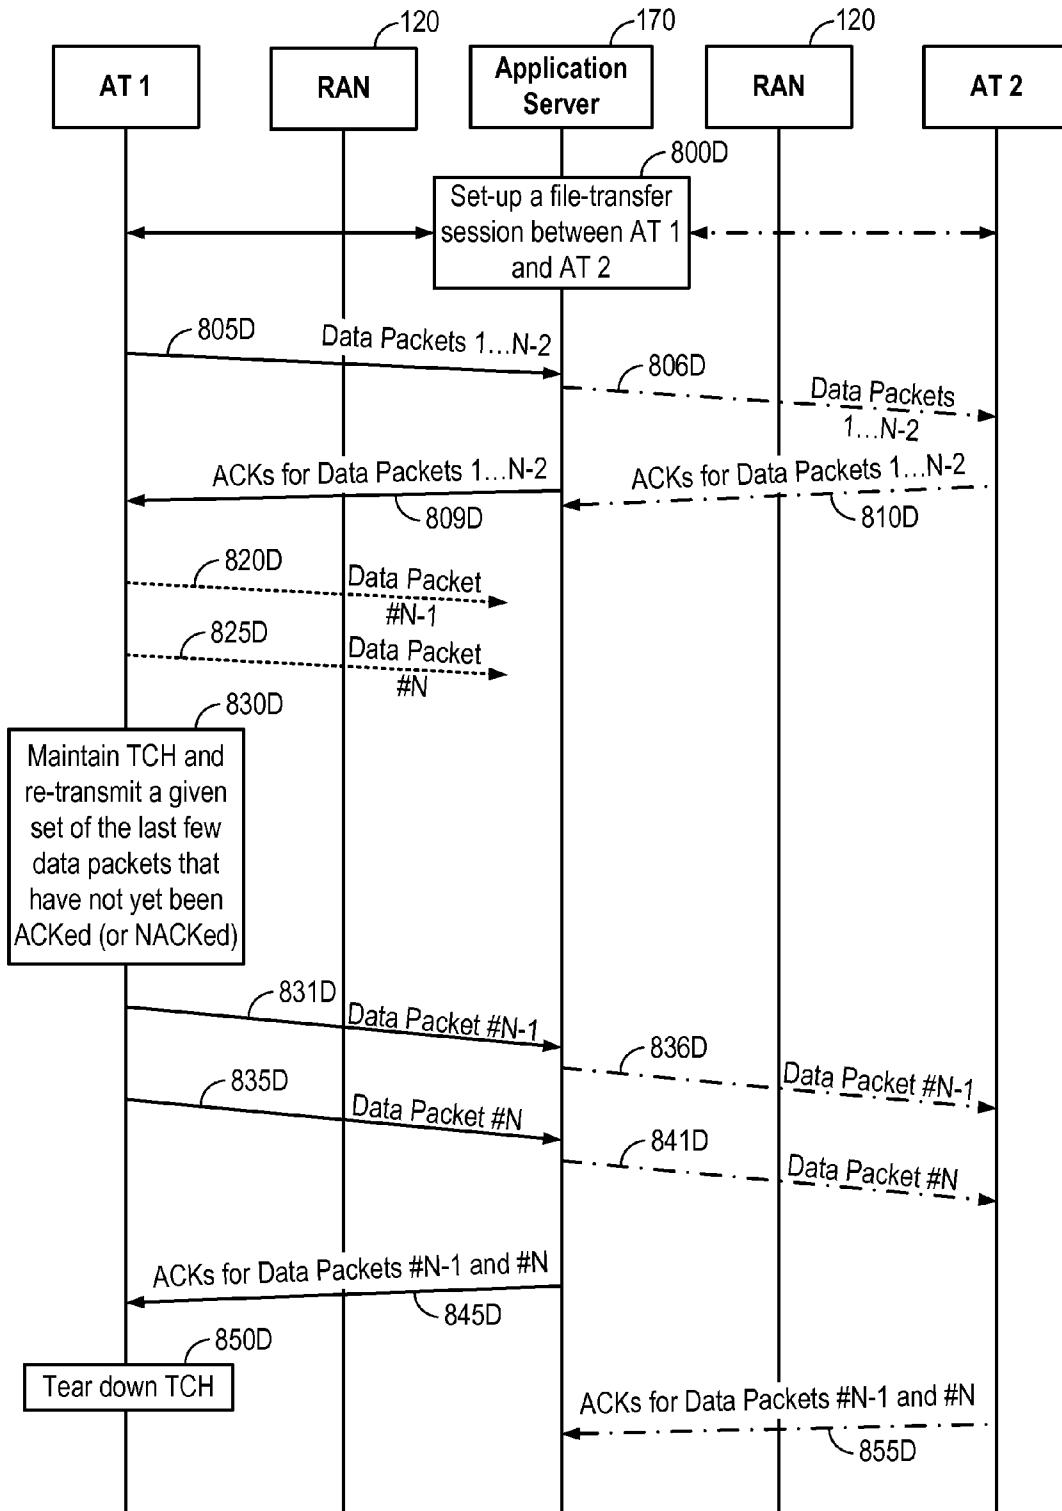 120
170
120
AT 1
RAN
Application
Server
RAN
AT 2
800D
Set-up a file-transfer
session between AT 1
and AT 2
805D
Data Packets 1...N-2
806D
Data Packets
1...N-2
ACKs for Data Packets 1...N-2
809D
ACKs for Data Packets 1...N-2
810D
820D
Data Packet
#N-1
825D
Data Packet
#N
830D
Maintain TCH and
re-transmit a given
set of the last few
data packets that
have not yet been
ACKed (or NACKed)
831D
Data Packet #N-1
836D
Data Packet #N-1
835D
Data Packet #N
841D
Data Packet #N
ACKs for Data Packets #N-1 and #N
845D
850D
Tear down TCH
ACKs for Data Packets #N-1 and #N
855D